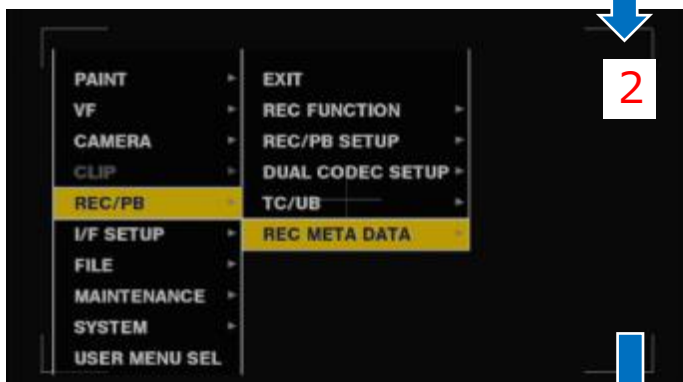 2
PAINT
VF
CAMERA
CLIP
REC/PB
I/F SETUP
FILE
MAINTENANCE
SYSTEM
USER MENU SEL
EXIT
REC FUNCTION
REC/PB SETUP
DUAL CODEC SETUP
TC/UB
REC META DATA